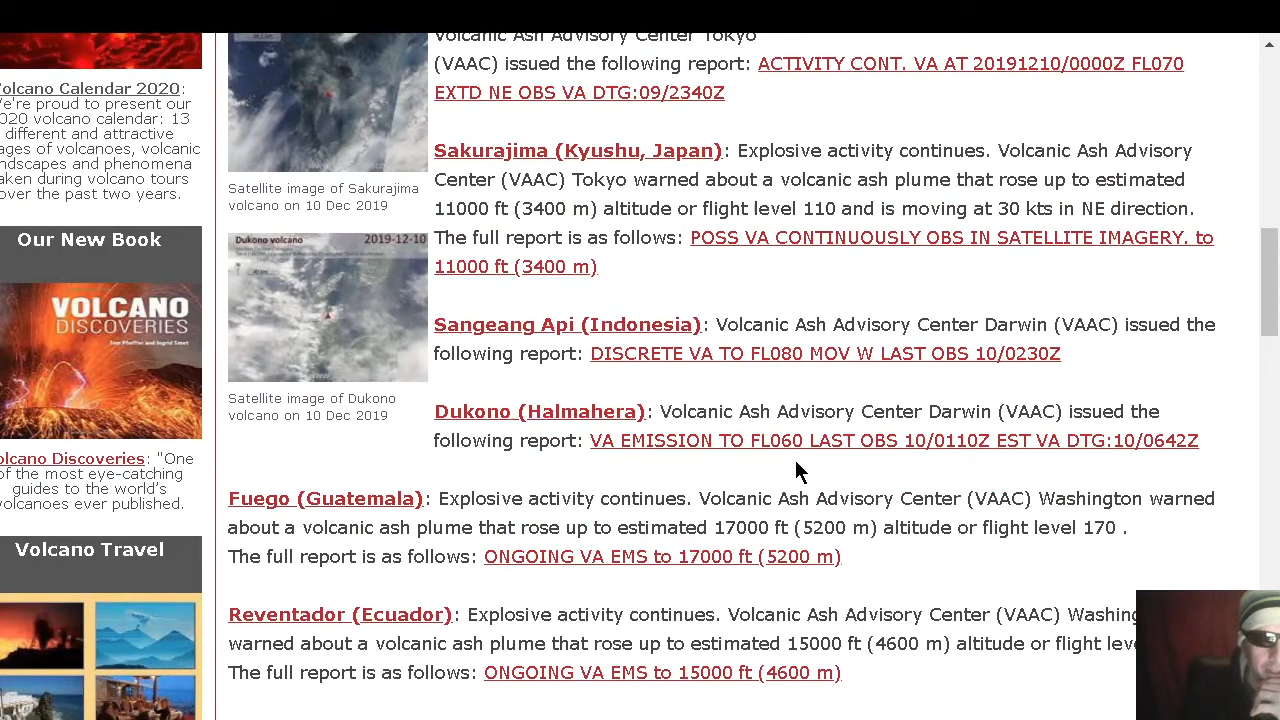 olcano Calendar 2020:
e're proud to present our
020 volcano calendar: 13
different and attractive
ages of volcanoes, volcanic
ndscapes and phenomena
aken during volcano tours
over the past two years.
Our New Book
VOLCANO
DISCOVERIES
Tom Pfeiffer and Ingrid Smet
olcano Discoveries: "One
of the most eye-catching
guides to the world's
volcanoes ever published.
Volcano Travel
Satellite image of Sakurajima
volcano on 10 Dec 2019
Dukono volcano 2019-12-10
Satellite image of Dukono
volcano on 10 Dec 2019
Volcanic Ash Advisory Center Tokyo
(VAAC) issued the following report: ACTIVITY CONT. VA AT 20191210/0000Z FL070
EXTD NE OBS VA DTG:09/2340Z
Sakurajima (Kyushu, Japan): Explosive activity continues. Volcanic Ash Advisory
Center (VAAC) Tokyo warned about a volcanic ash plume that rose up to estimated
11000 ft (3400 m) altitude or flight level 110 and is moving at 30 kts in NE direction.
The full report is as follows: POSS VA CONTINUOUSLY OBS IN SATELLITE IMAGERY. to
11000 ft (3400 m)
Sangeang Api (Indonesia): Volcanic Ash Advisory Center Darwin (VAAC) issued the
following report: DISCRETE VA TO FL080 MOV W LAST OBS 10/0230Z
Dukono (Halmahera): Volcanic Ash Advisory Center Darwin (VAAC) issued the
following report: VA EMISSION TO FL060 LAST OBS 10/0110Z EST VA DTG:10/0642Z
Fuego (Guatemala): Explosive activity continues. Volcanic Ash Advisory Center (VAAC) Washington warned
about a volcanic ash plume that rose up to estimated 17000 ft (5200 m) altitude or flight level 170 .
The full report is as follows: ONGOING VA EMS to 17000 ft (5200 m)
Reventador (Ecuador): Explosive activity continues. Volcanic Ash Advisory Center (VAAC) Washing
warned about a volcanic ash plume that rose up to estimated 15000 ft (4600 m) altitude or flight leve
The full report is as follows: ONGOING VA EMS to 15000 ft (4600 m)